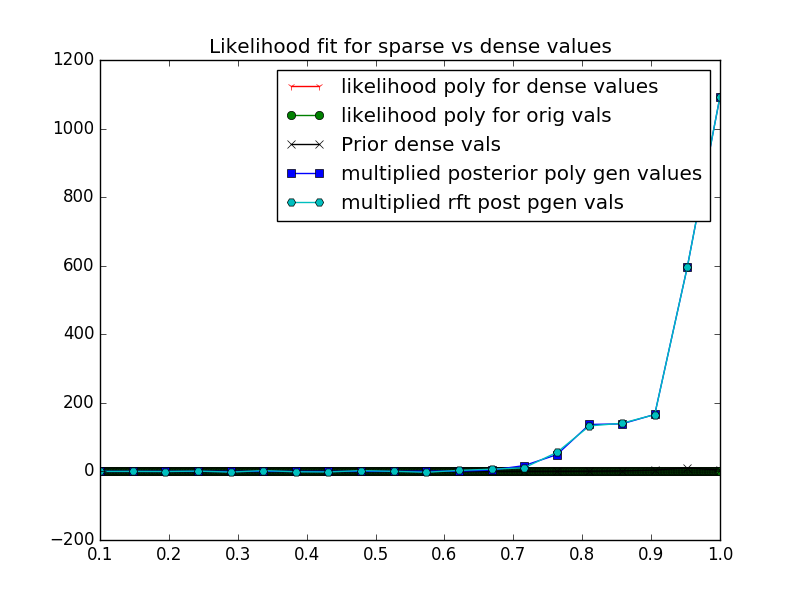 Likelihood fit for sparse vs dense values
1200
1000
800
600
400
200
0
−200
likelihood poly for dense values
likelihood poly for orig vals
Prior dense vals
multiplied posterior poly gen values
multiplied rft post pgen vals
0.1 0.2 0.3 0.4 0.5 0.6 0.7 0.8 0.9 1.0